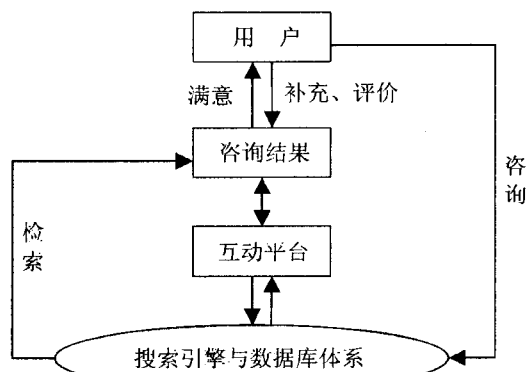 用 户
满意
补充、评价
咨询结果
咨询
检索
互动平台
搜索引擎与数据库体系